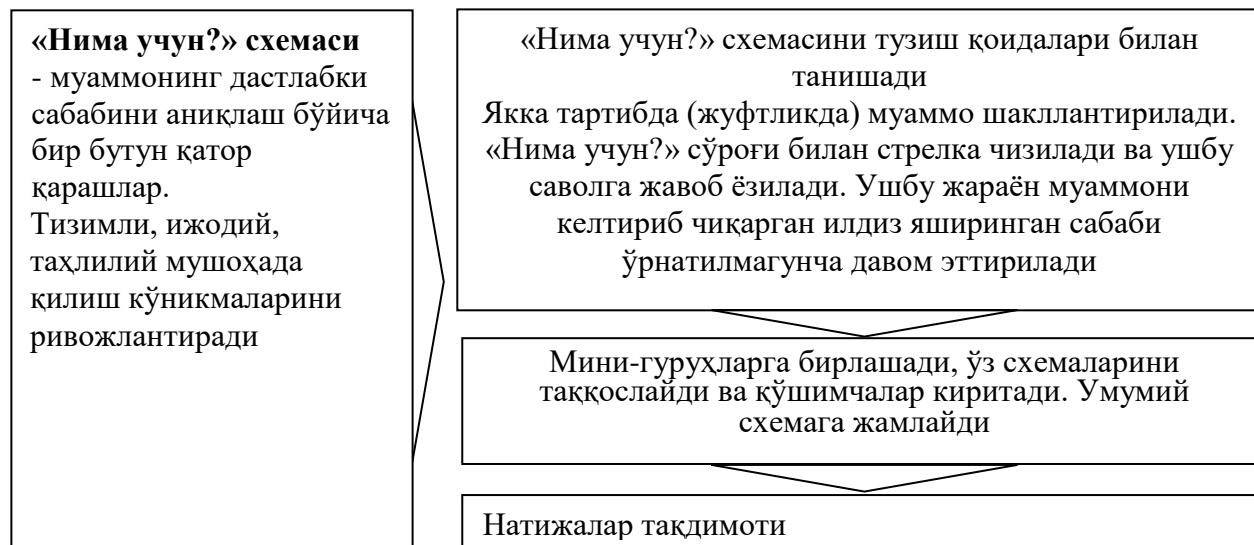 «Нима учун?» схемаси
- муаммонинг дастлабки
сабабини аниқлаш бўйича
бир бутун қатор
қарашлар.
Тизимли, ижодий,
таҳлилий мушоҳада
қилиш кўникмаларини
ривожлантиради
«Нима учун?» схемасини тузиш қоидалари билан
танишади
Якка тартибда (жуфтликда) муаммо шакллантирилади.
«Нима учун?» сўроғи билан стрелка чизилади ва ушбу
саволга жавоб ёзилади. Ушбу жараён муаммони
келтириб чиқарган илдиз яширинган сабаби
ўрнатилмагунча давом эттирилади
Мини-гуруҳларга бирлашади, ўз схемаларини
таққослайди ва қўшимчалар киритади. Умумий
схемага жамлайди
Натижалар тақдимоти